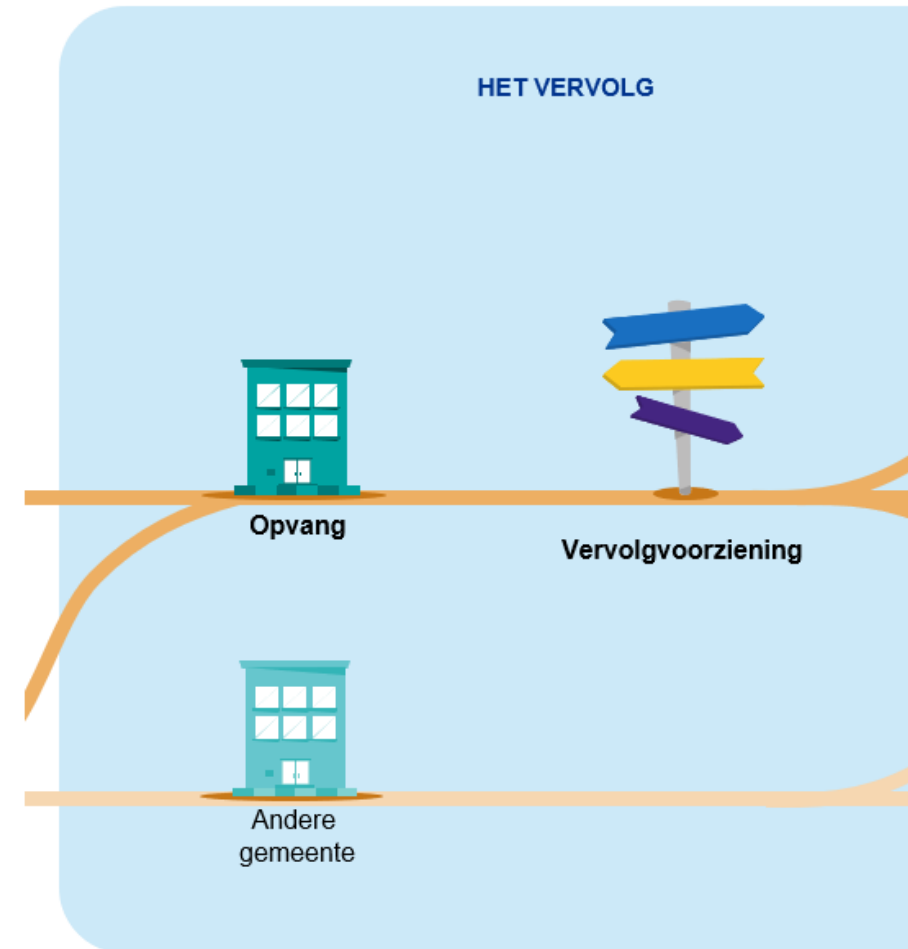 HET VERVOLG
Opvang
Vervolgvoorziening
Andere
gemeente